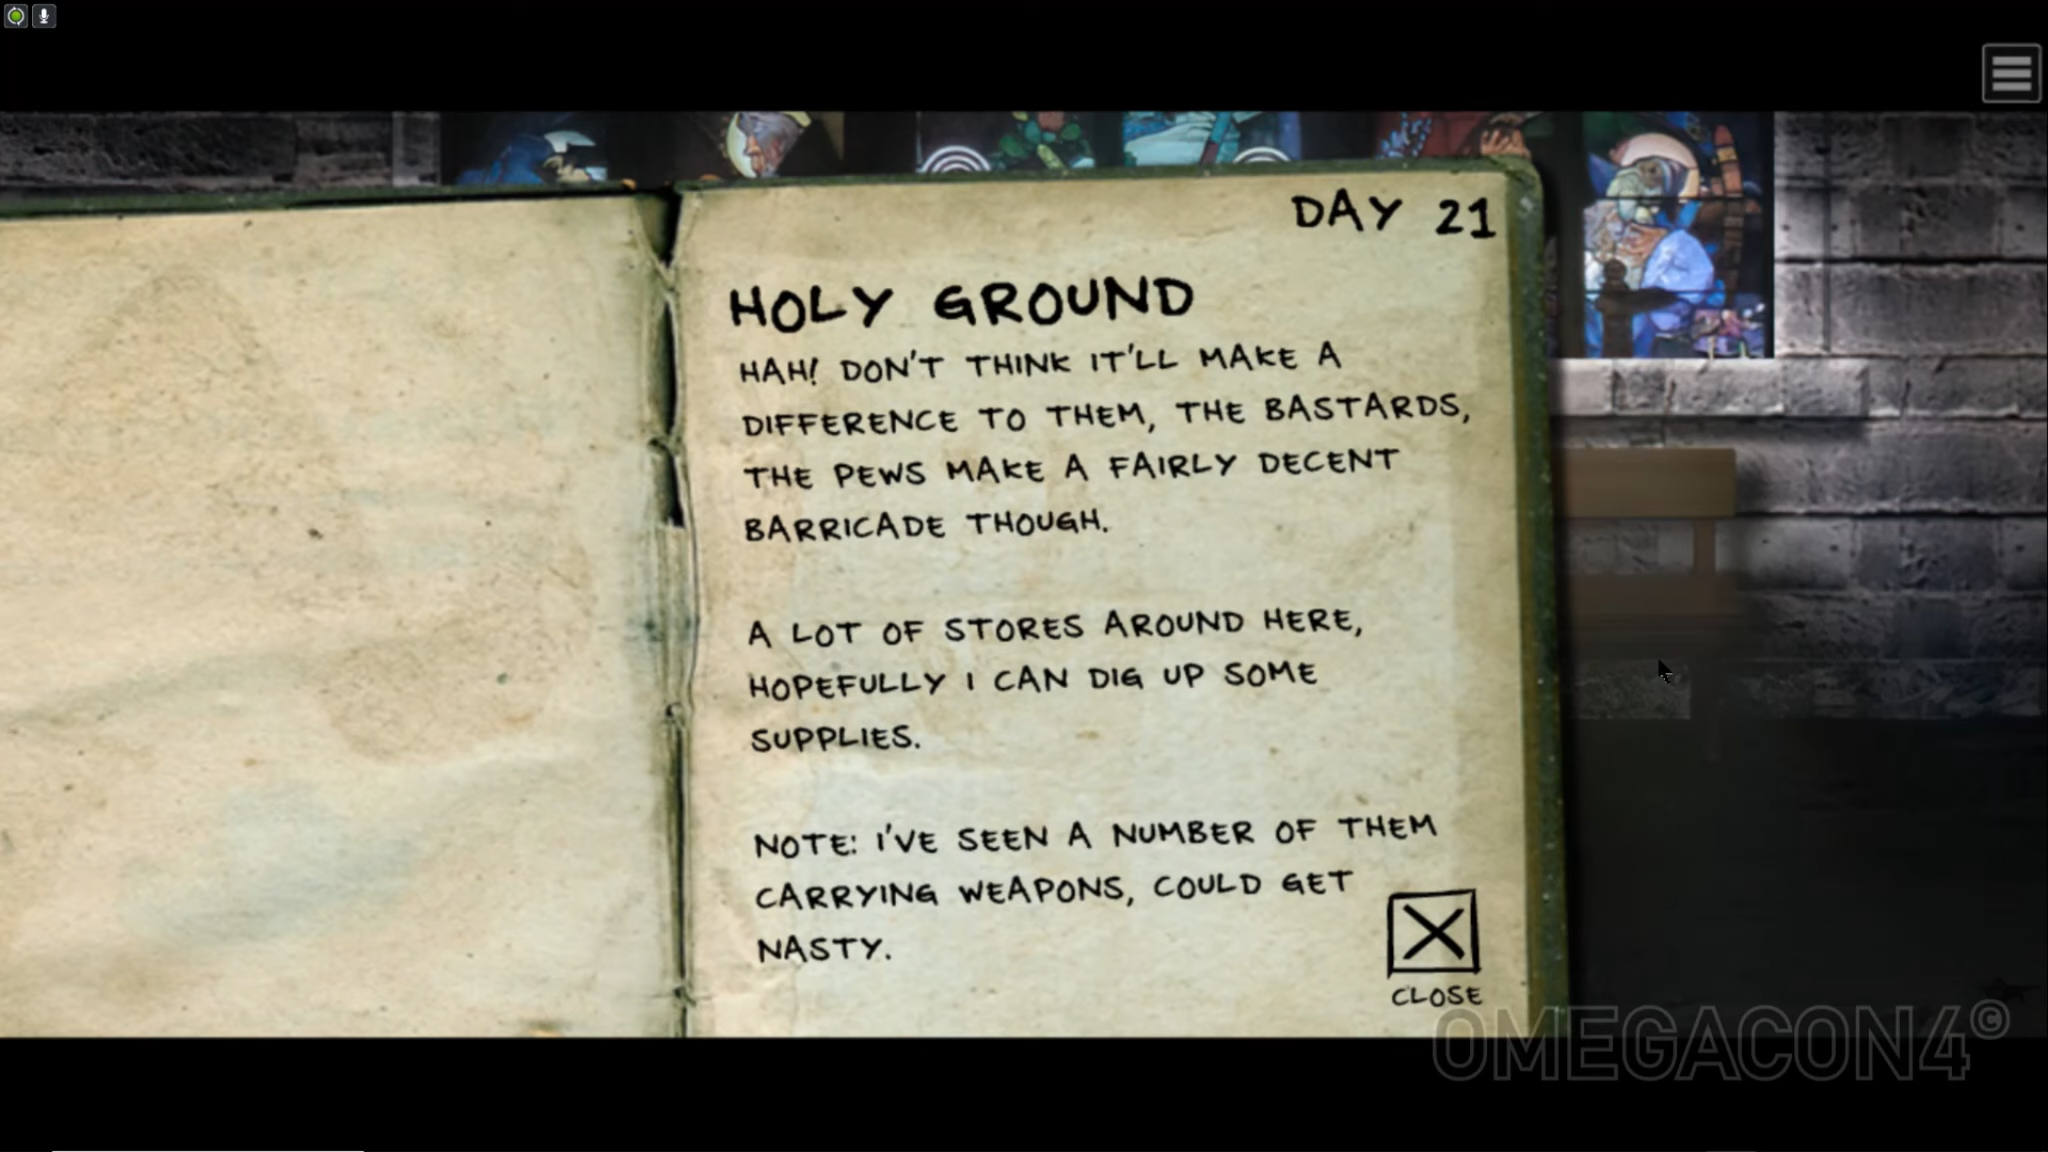 DAY 21
HOLY GROUND
HAH! DON'T THINK IT'LL MAKE A
DIFFERENCE TO THEM, THE BASTARDS,
THE PEWS MAKE A FAIRLY DECENT
BARRICADE THOUGH.
A LOT OF STORES AROUND HERE,
HOPEFULLY I CAN DIG UP SOME
SUPPLIES.
NOTE: I'VE SEEN A NUMBER OF THEM
CARRYING WEAPONS, COULD GET
NASTY.
CLOSE
OMEGACON4©